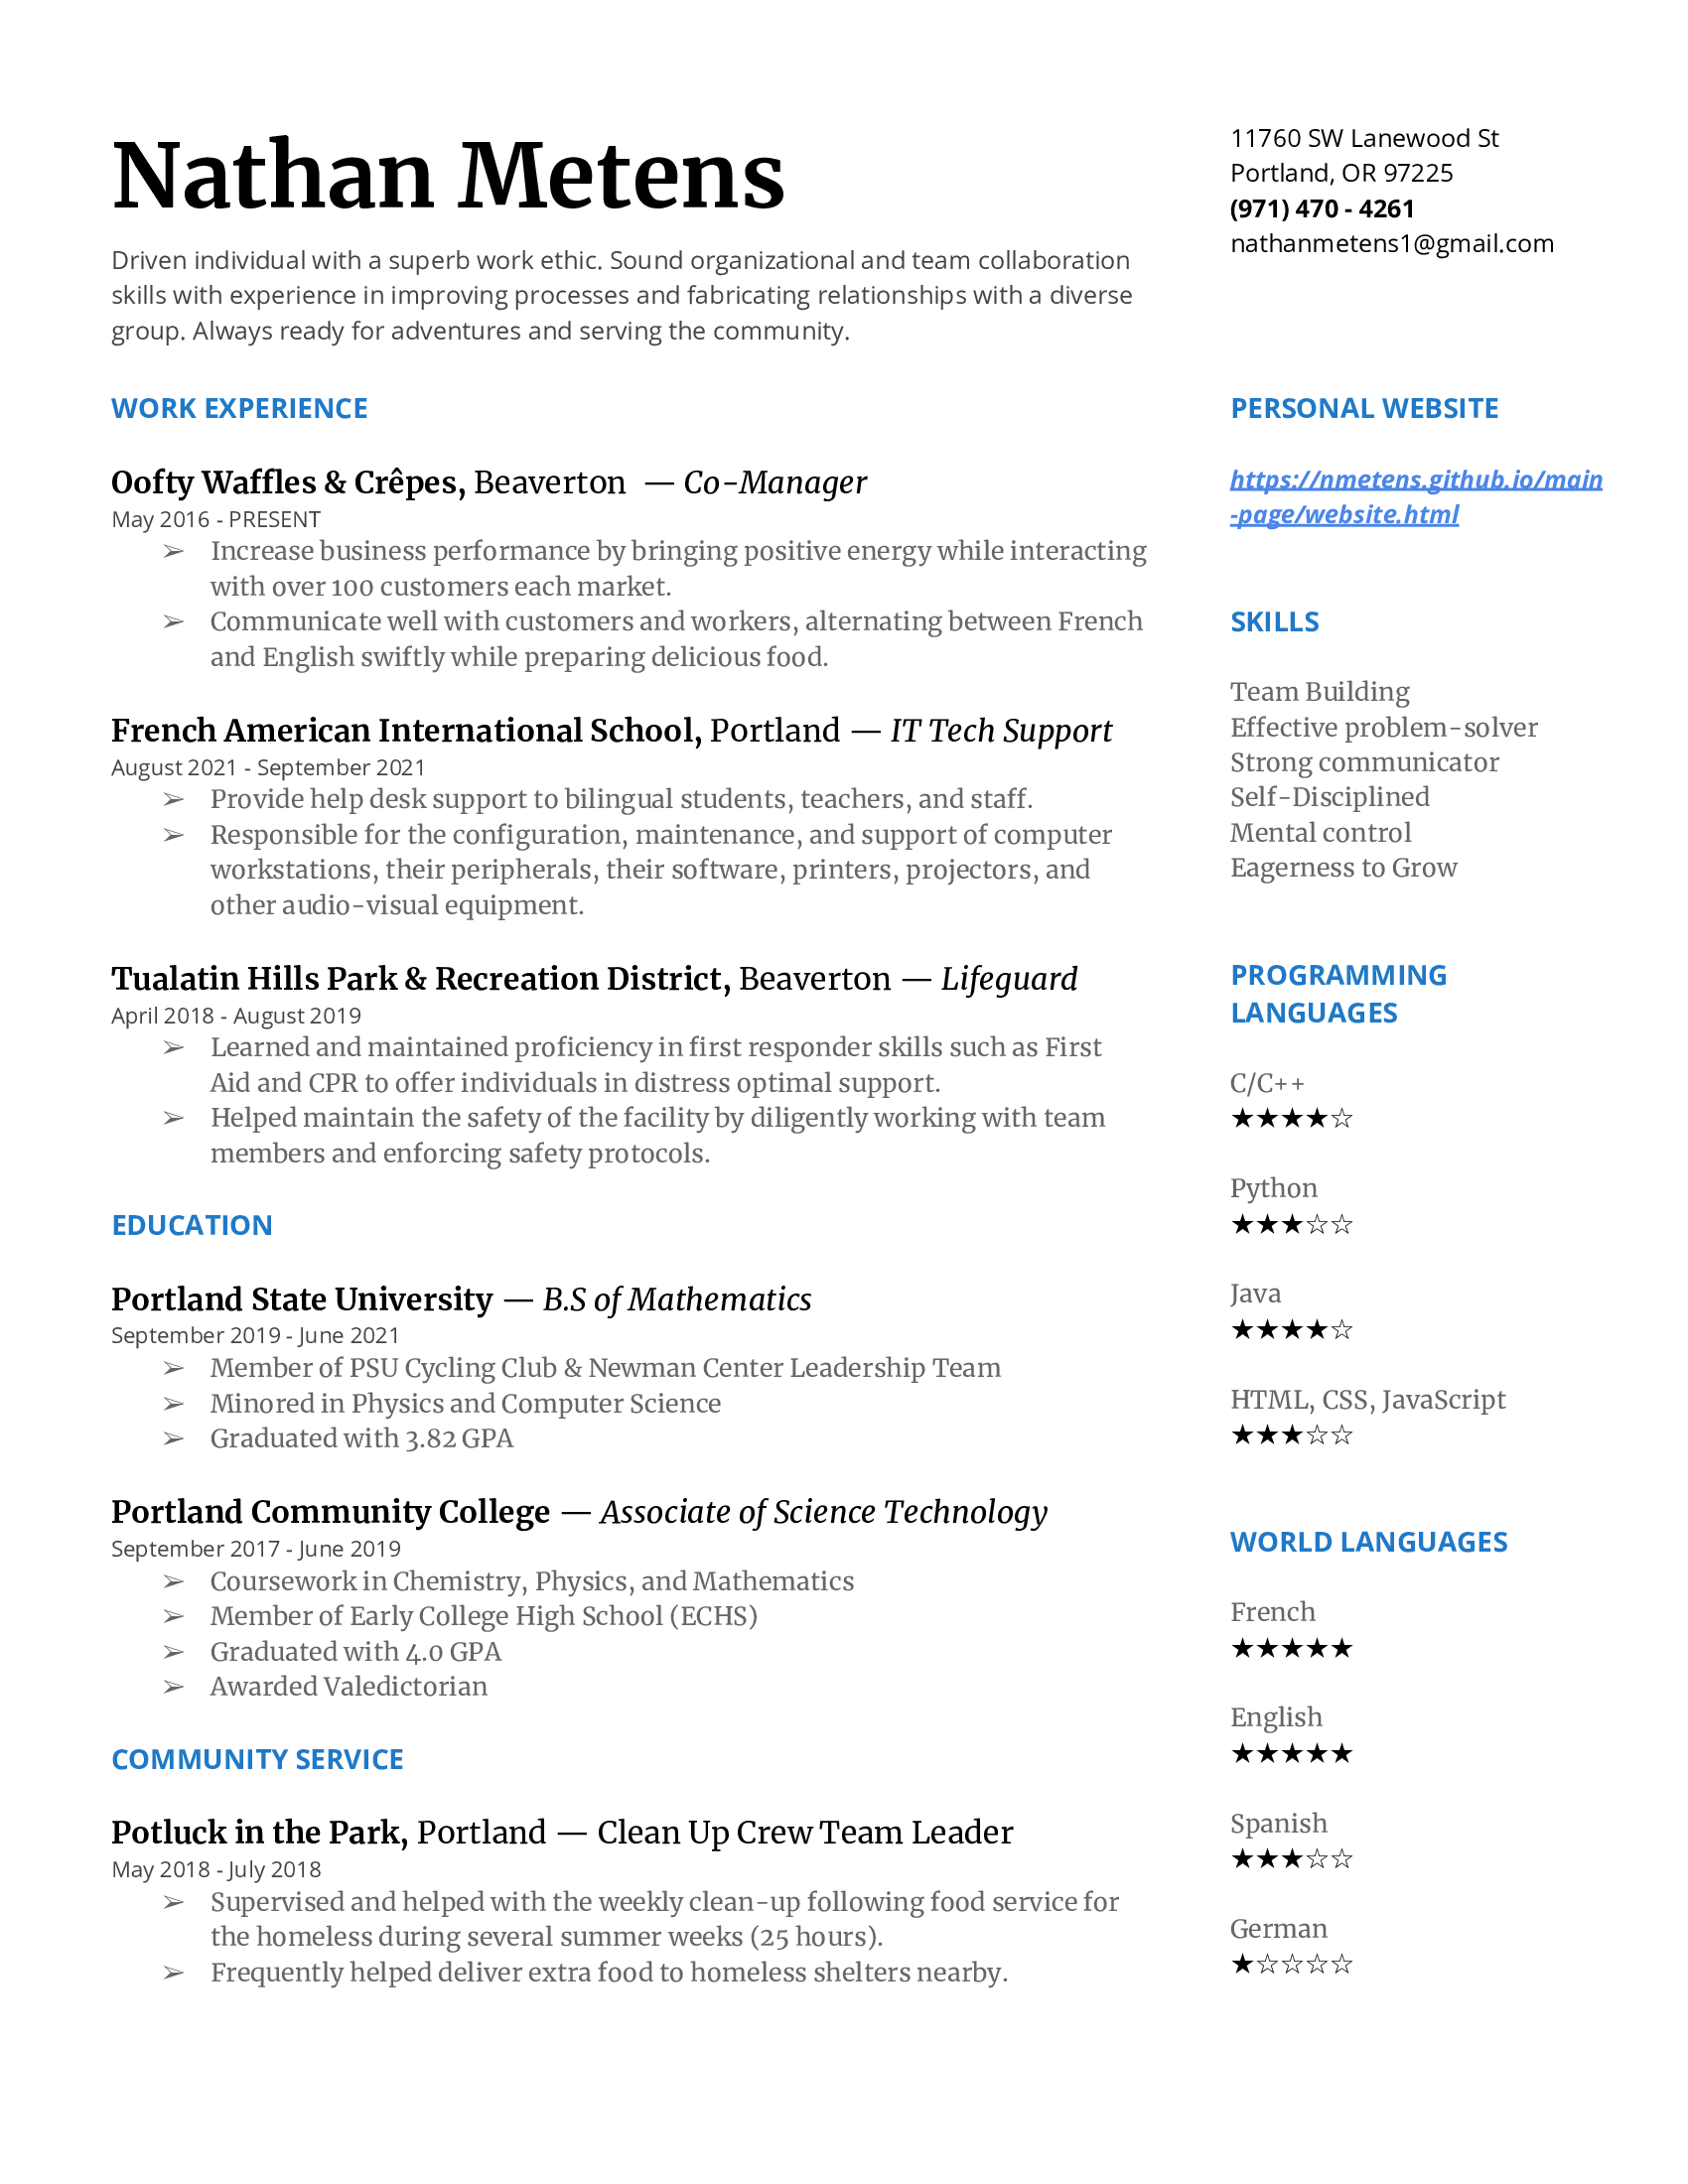 Nathan Metens
Driven individual with a superb work ethic. Sound organizational and team collaboration
skills with experience in improving processes and fabricating relationships with a diverse
group. Always ready for adventures and serving the community.
11760 SW Lanewood St
Portland, OR 97225
(971) 470 - 4261
nathanmetens1@gmail.com
WORK EXPERIENCE
Oofty Waffles & Crêpes, Beaverton — Co-Manager
May 2016 - PRESENT
➢ Increase business performance by bringing positive energy while interacting
with over 100 customers each market.
➢ Communicate well with customers and workers, alternating between French
and English swiftly while preparing delicious food.
French American International School, Portland — IT Tech Support
August 2021 - September 2021
➢ Provide help desk support to bilingual students, teachers, and staff.
➢ Responsible for the configuration, maintenance, and support of computer
workstations, their peripherals, their software, printers, projectors, and
other audio-visual equipment.
Tualatin Hills Park & Recreation District, Beaverton — Lifeguard
April 2018 - August 2019
➢ Learned and maintained proficiency in first responder skills such as First
Aid and CPR to offer individuals in distress optimal support.
➢ Helped maintain the safety of the facility by diligently working with team
members and enforcing safety protocols.
EDUCATION
Portland State University — B.S of Mathematics
September 2019 - June 2021
➢ Member of PSU Cycling Club & Newman Center Leadership Team
➢ Minored in Physics and Computer Science
➢ Graduated with 3.82 GPA
Portland Community College — Associate of Science Technology
September 2017 - June 2019
➢ Coursework in Chemistry, Physics, and Mathematics
➢ Member of Early College High School (ECHS)
➢ Graduated with 4.0 GPA
➢ Awarded Valedictorian
COMMUNITY SERVICE
Potluck in the Park, Portland — Clean Up Crew Team Leader
May 2018 - July 2018
➢ Supervised and helped with the weekly clean-up following food service for
the homeless during several summer weeks (25 hours).
➢ Frequently helped deliver extra food to homeless shelters nearby.
PERSONAL WEBSITE
https://nmetens.github.io/main
-page/website.html
SKILLS
Team Building
Effective problem-solver
Strong communicator
Self-Disciplined
Mental control
Eagerness to Grow
PROGRAMMING
LANGUAGES
C/C++
★★★★☆
Python
★★★☆☆
Java
★★★★☆
HTML, CSS, JavaScript
★★★☆☆
WORLD LANGUAGES
French
★★★★★
English
★★★★★
Spanish
★★★☆☆
German
★☆☆☆☆